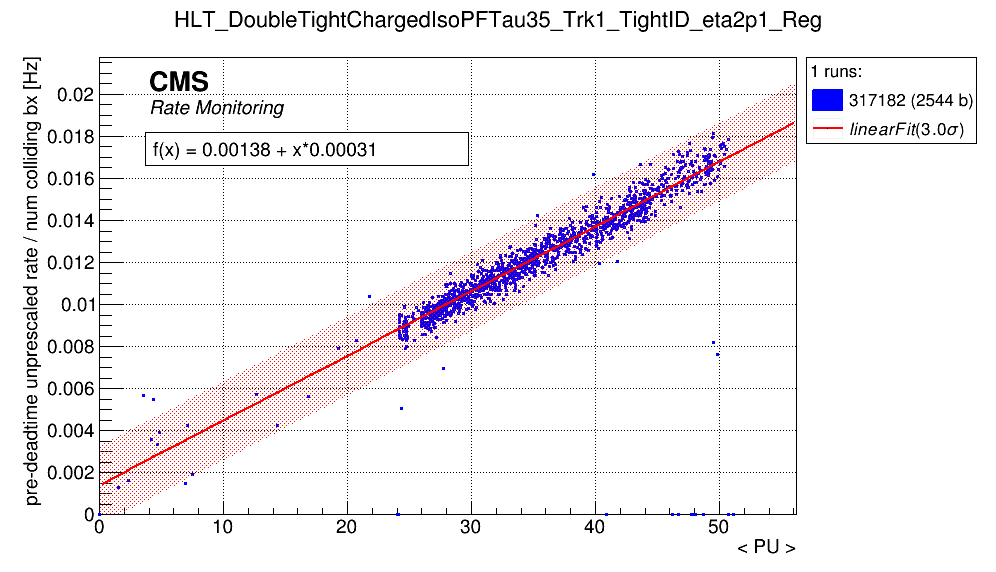 HLT_DoubleTightChargedIsoPFTau35_Trk1_TightID_eta2p1_Reg
pre-deadtime unprescaled rate / num colliding bx [Hz]
CMS
Rate Monitoring
f(x) = 0.00138 + x*0.00031
1 runs:
317182 (2544 b)
linearFit(3.0σ)
0.02
0.018
0.016
0.014
0.012
0.01
0.008
0.006
0.004
0.002
0
0 10 20 30 40 50
< PU >